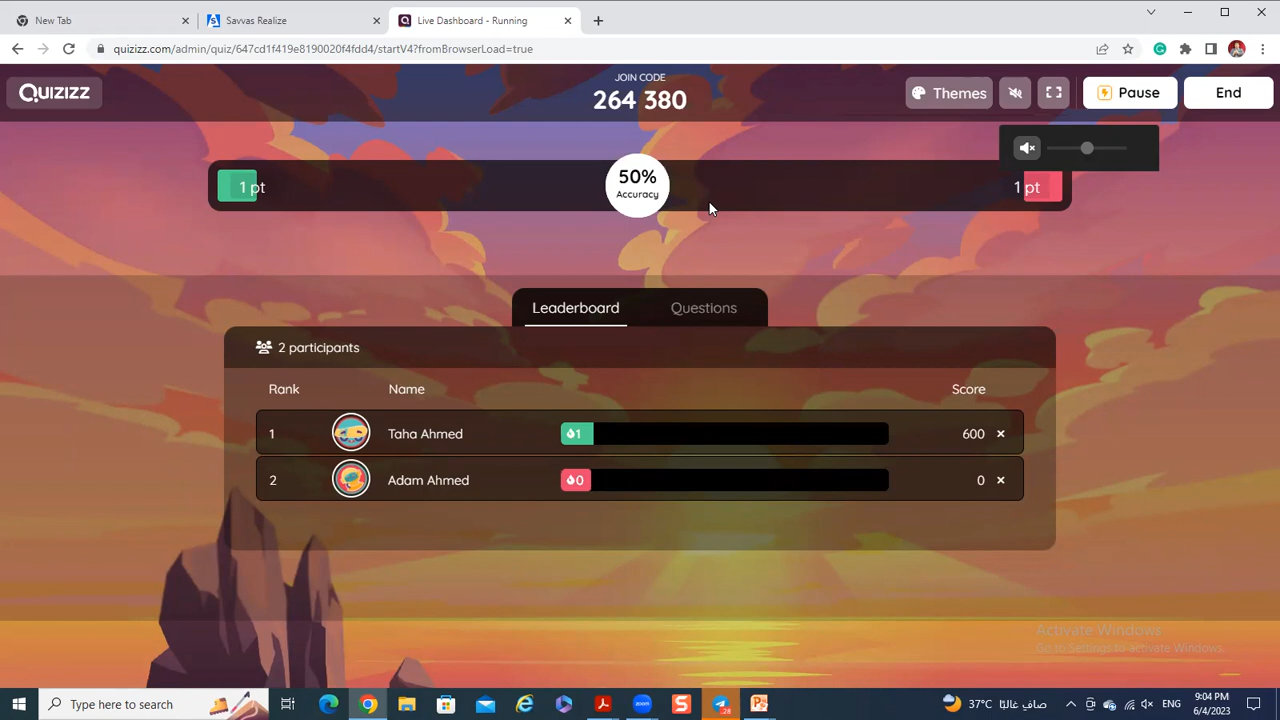 New Tab
Savvas Realize
Live Dashboard - Running
quizizz.com/admin/quiz/647cd1f419e8190020f4fdd4/startV4?fromBrowserLoad=true
Quizizz
JOIN CODE
264 380
Themes
Pause
End
1 pt
50%
Accuracy
1 pt
Leaderboard
Questions
2 participants
Rank
Name
Score
1
Taha Ahmed
1
600
2
Adam Ahmed
0
0
Activate Windows
Go to Settings to activate Windows.
Type here to search
zoom
28
37°C
صافٍ غالبًا
ENG
9:04 PM
6/4/2023